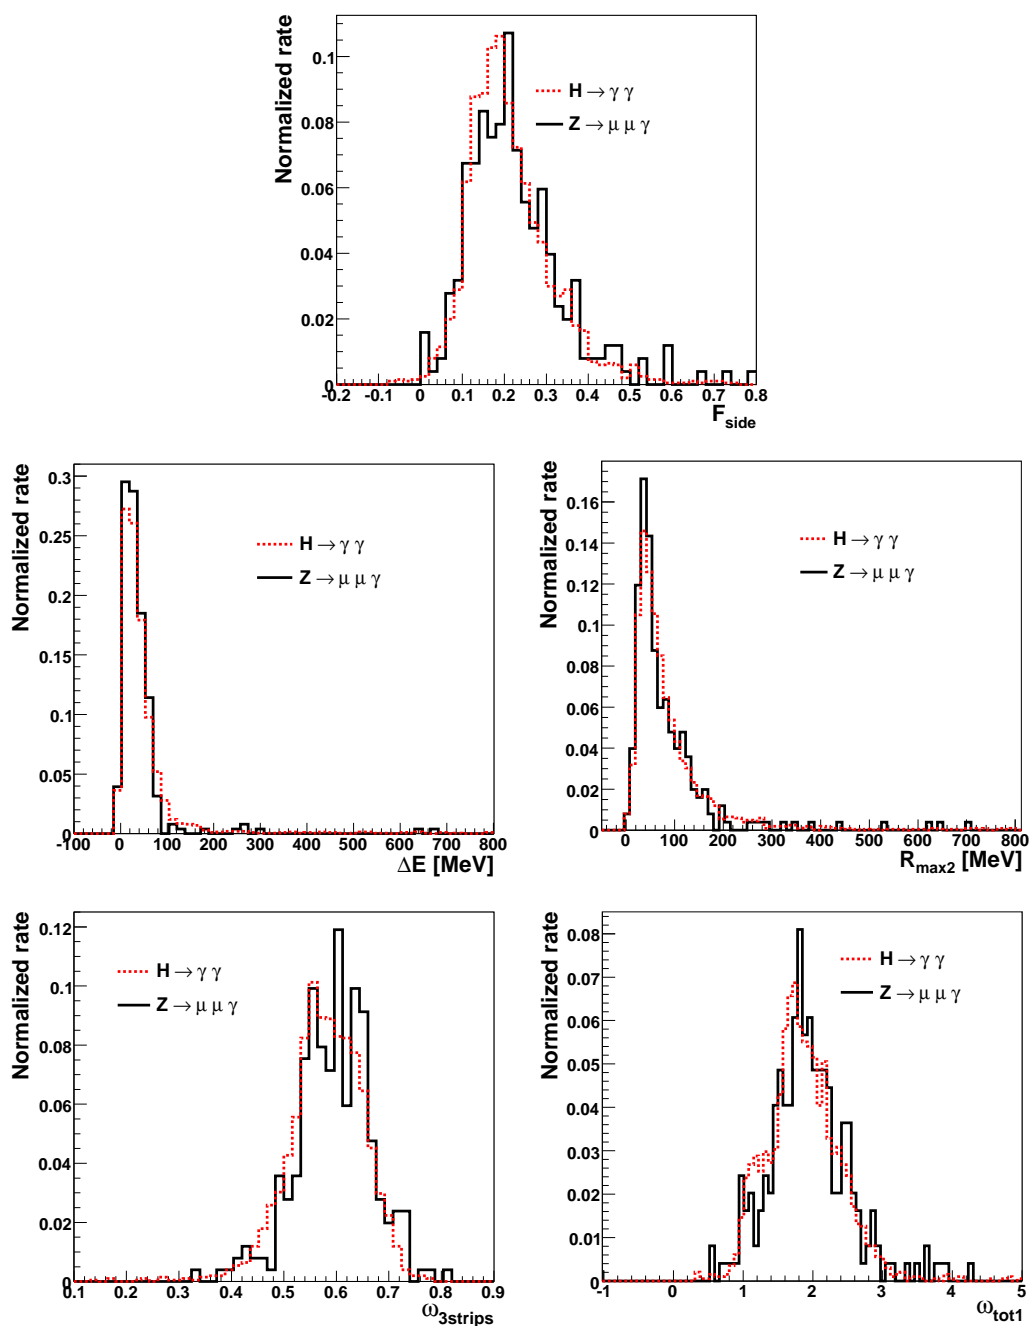 Normalized rate
0.1
0.08
0.06
0.04
0.02
0
H → γ γ
Z → μ μ γ
-0.2 -0.1 0 0.1 0.2 0.3 0.4 0.5 0.6 0.7 0.8
F_side
Normalized rate
0.3
0.25
0.2
0.15
0.1
0.05
0
H → γ γ
Z → μ μ γ
-100 0 100 200 300 400 500 600 700 800
ΔE [MeV]
Normalized rate
0.16
0.14
0.12
0.1
0.08
0.06
0.04
0.02
0
H → γ γ
Z → μ μ γ
0 100 200 300 400 500 600 700 800
R_max2 [MeV]
Normalized rate
0.12
0.1
0.08
0.06
0.04
0.02
0
H → γ γ
Z → μ μ γ
0.1 0.2 0.3 0.4 0.5 0.6 0.7 0.8 0.9
ω_3strips
Normalized rate
0.08
0.07
0.06
0.05
0.04
0.03
0.02
0.01
0
H → γ γ
Z → μ μ γ
-1 0 1 2 3 4 5
ω_tot1